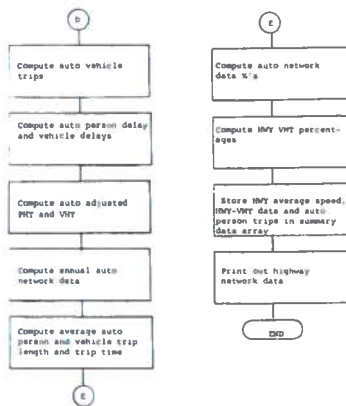 D
Compute auto vehicle
trips
Compute auto person delay
and vehicle delays
Compute auto adjusted
PHT and VHT
Compute annual auto
network data
Compute average auto
person and vehicle trip
length and trip time
E
E
Compute auto network
data %'s
Compute HWY VMT percent-
ages
Store HWY average speed,
HWY-VMT data and auto
person trips in summary
data array
Print out highway
network data
END